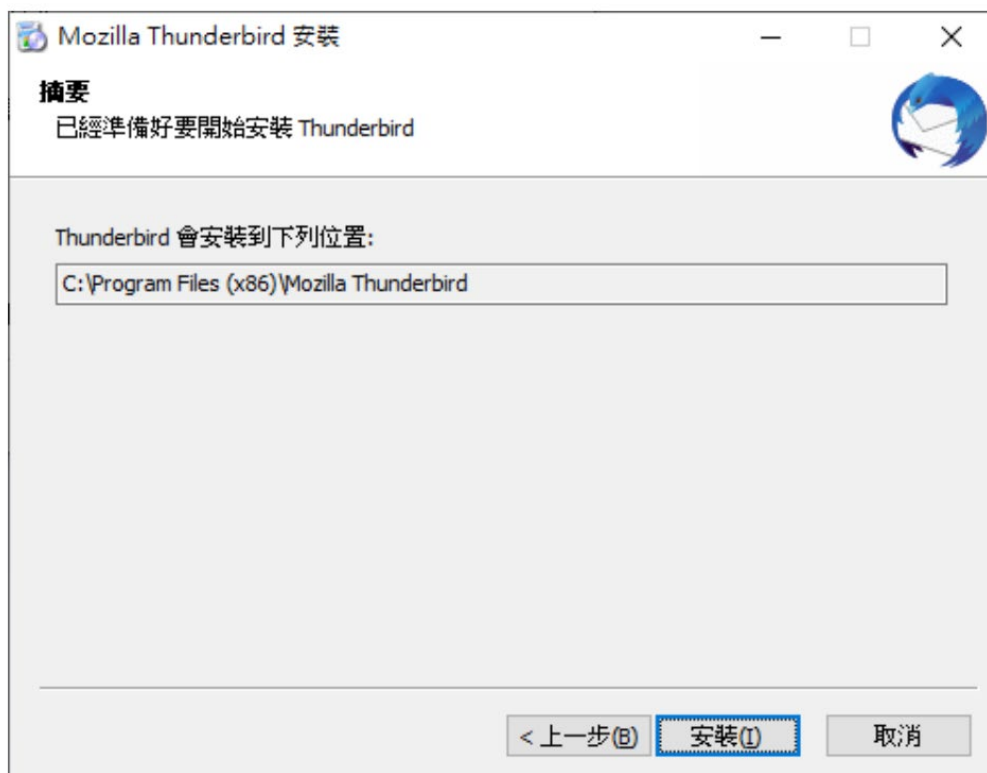 Mozilla Thunderbird 安裝
摘要
已經準備好要開始安裝 Thunderbird
Thunderbird 會安裝到下列位置:
C:\Program Files (x86)\Mozilla Thunderbird
< 上一步(B) 安裝(I) 取消